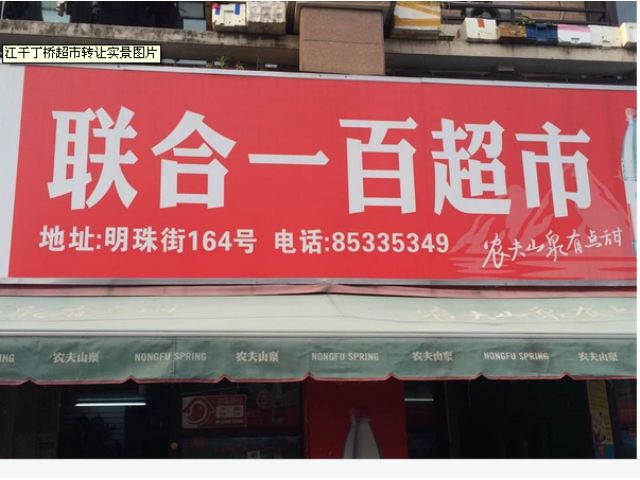 江干丁桥超市转让实景图片
联合一百超市
地址:明珠街164号 电话:85335349
农夫山泉有点甜
农夫山泉 NONGFU SPRING 农夫山泉 NONGFU SPRING 农夫山泉 NONGFU SPRING 农夫山泉